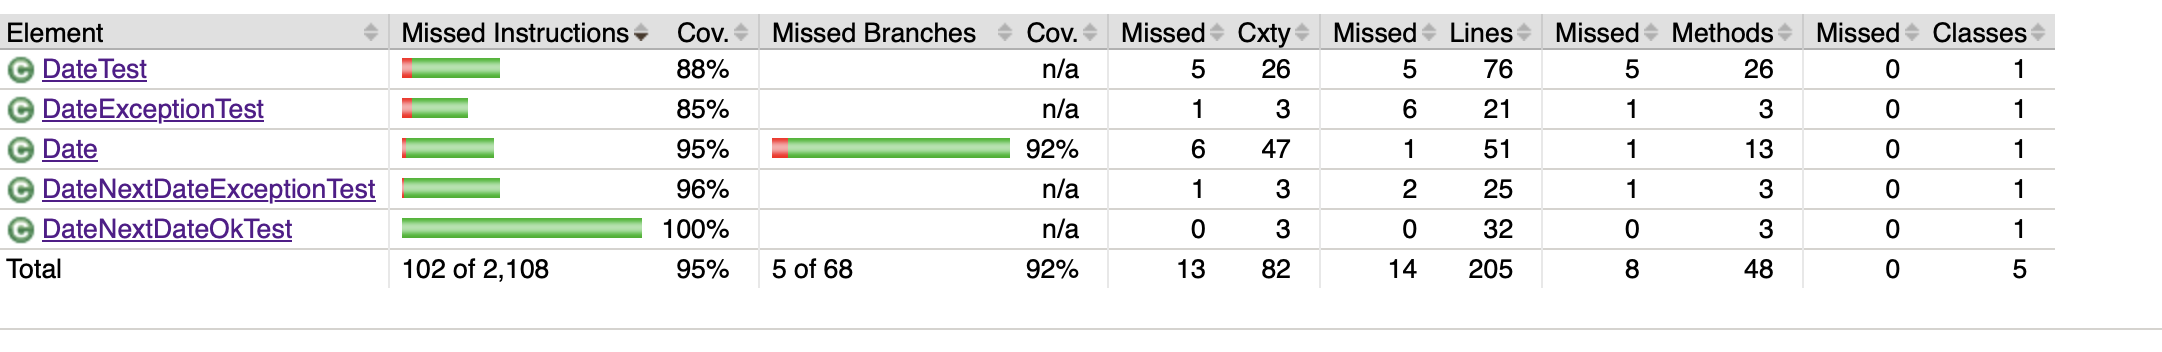 Element Missed Instructions Cov. Missed Branches Cov. Missed Cxty Missed Lines Missed Methods Missed Classes
C DateTest 88% n/a 5 26 5 76 5 26 0 1
C DateExceptionTest 85% n/a 1 3 6 21 1 3 0 1
C Date 95% 92% 6 47 1 51 1 13 0 1
C DateNextDateExceptionTest 96% n/a 1 3 2 25 1 3 0 1
C DateNextDateOkTest 100% n/a 0 3 0 32 0 3 0 1
Total 102 of 2,108 95% 5 of 68 92% 13 82 14 205 8 48 0 5